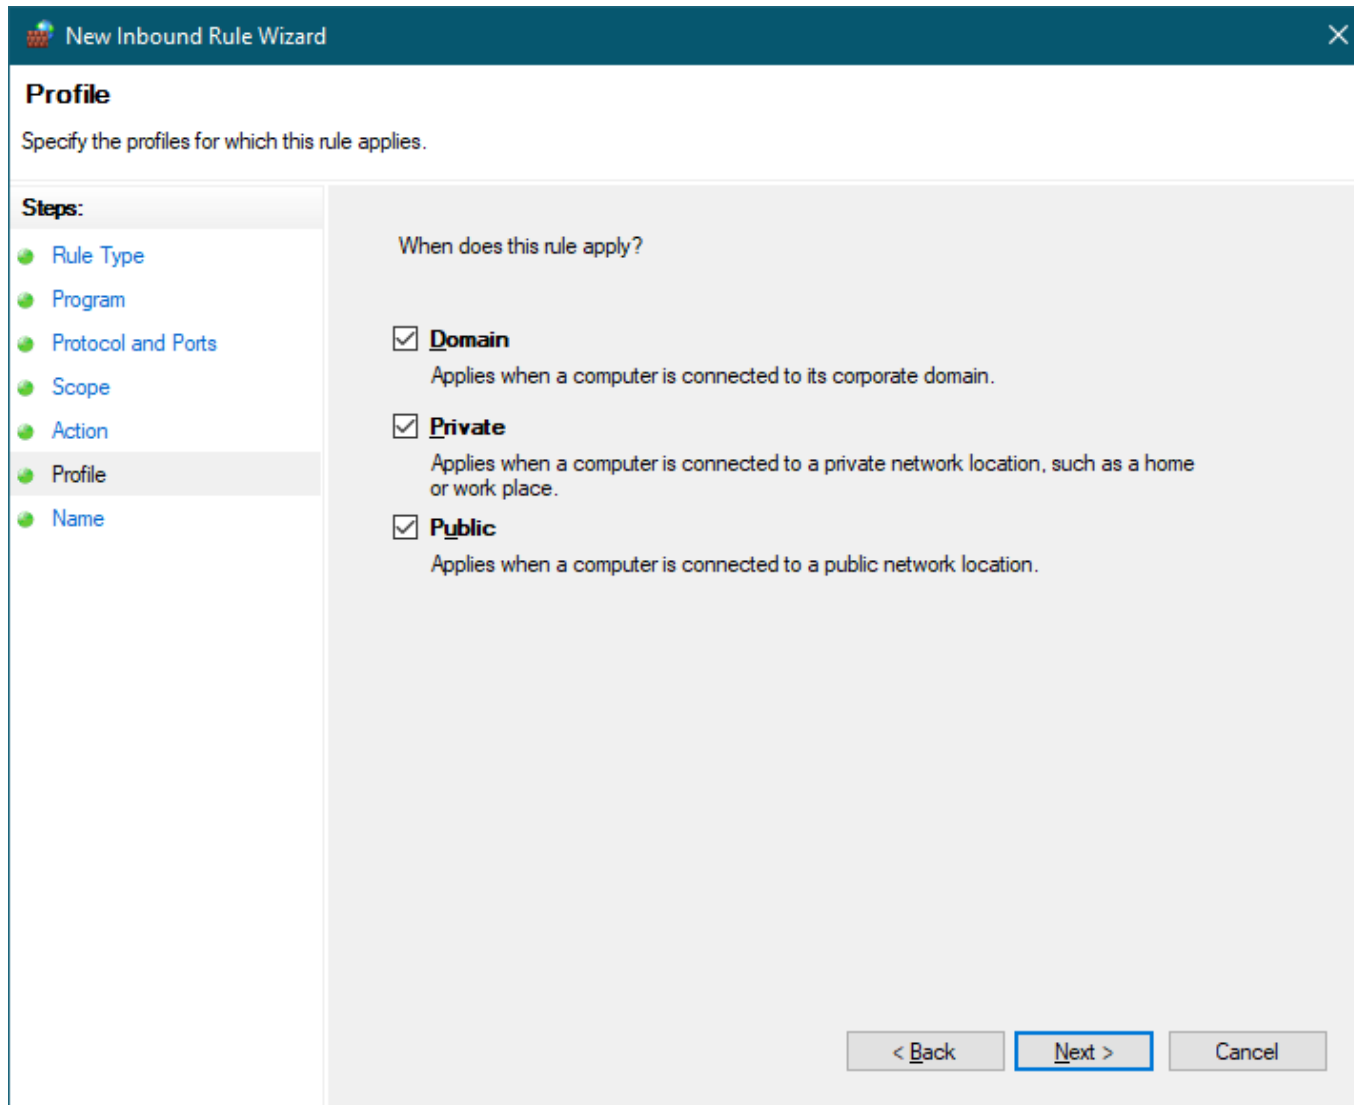 New Inbound Rule Wizard
Profile
Specify the profiles for which this rule applies.
Steps:
Rule Type
Program
Protocol and Ports
Scope
Action
Profile
Name
When does this rule apply?
Domain
Applies when a computer is connected to its corporate domain.
Private
Applies when a computer is connected to a private network location, such as a home
or work place.
Public
Applies when a computer is connected to a public network location.
< Back
Next >
Cancel